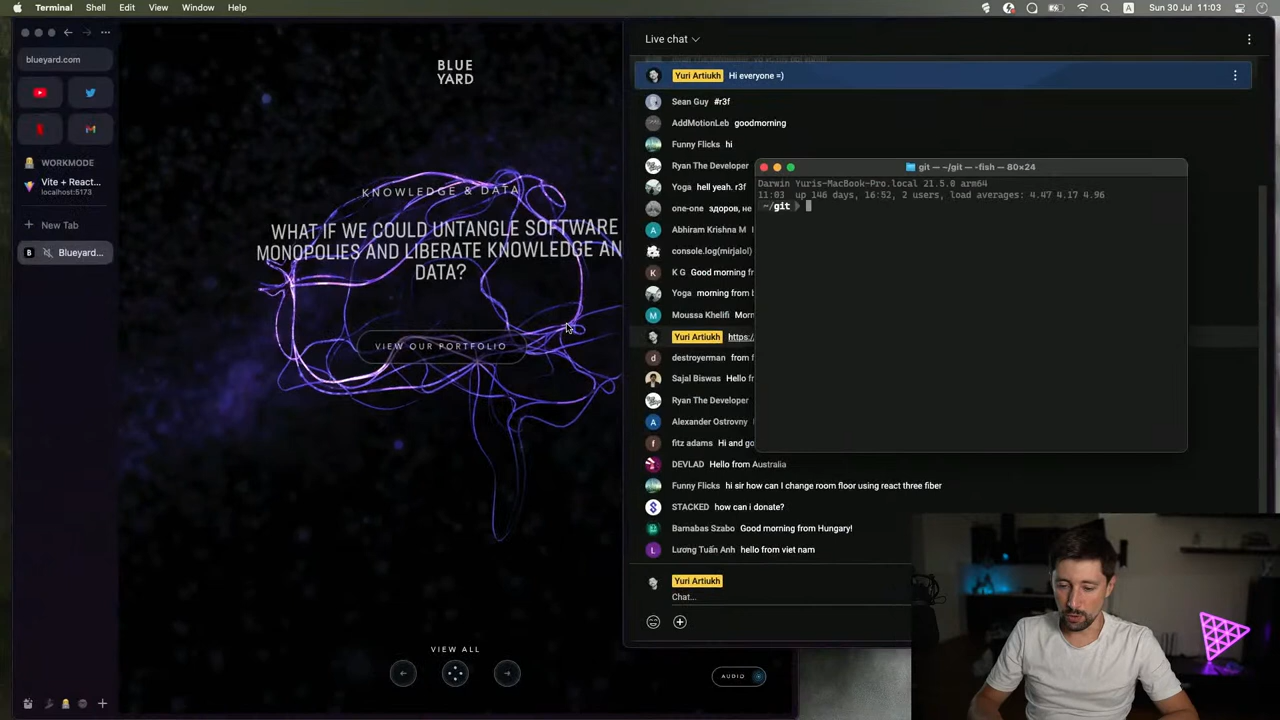 Terminal Shell Edit View Window Help
A Sun 30 Jul 11:03
blueyard.com
WORKMODE
Vite + React...
localhost:5173
New Tab
B Blueyard...
BLUE
YARD
KNOWLEDGE & DATA
WHAT IF WE COULD UNTANGLE SOFTWARE
MONOPOLIES AND LIBERATE KNOWLEDGE AN
DATA?
VIEW OUR PORTFOLIO
VIEW ALL
AUDIO
Live chat
Yuri Artiukh Hi everyone =)
Sean Guy #r3f
AddMotionLeb goodmorning
Funny Flicks hi
Ryan The Developer
Yoga hell yeah. r3f
one-one здоров, не
A Abhiram Krishna M
console.log(mirjalol)
K K G Good morning fr
Yoga morning from b
M Moussa Khelifi Morn
Yuri Artiukh https:/
d destroyerman from f
Sajal Biswas Hello f
Ryan The Developer
A Alexander Ostrovny
f fitz adams Hi and go
DEVLAD Hello from Australia
Funny Flicks hi sir how can I change room floor using react three fiber
STACKED how can i donate?
Barnabas Szabo Good morning from Hungary!
L Lương Tuấn Anh hello from viet nam
Yuri Artiukh
Chat...
git — ~/git — -fish — 80×24
Darwin Yuris-MacBook-Pro.local 21.5.0 arm64
11:03 up 146 days, 16:52, 2 users, load averages: 4.47 4.17 4.96
~/git